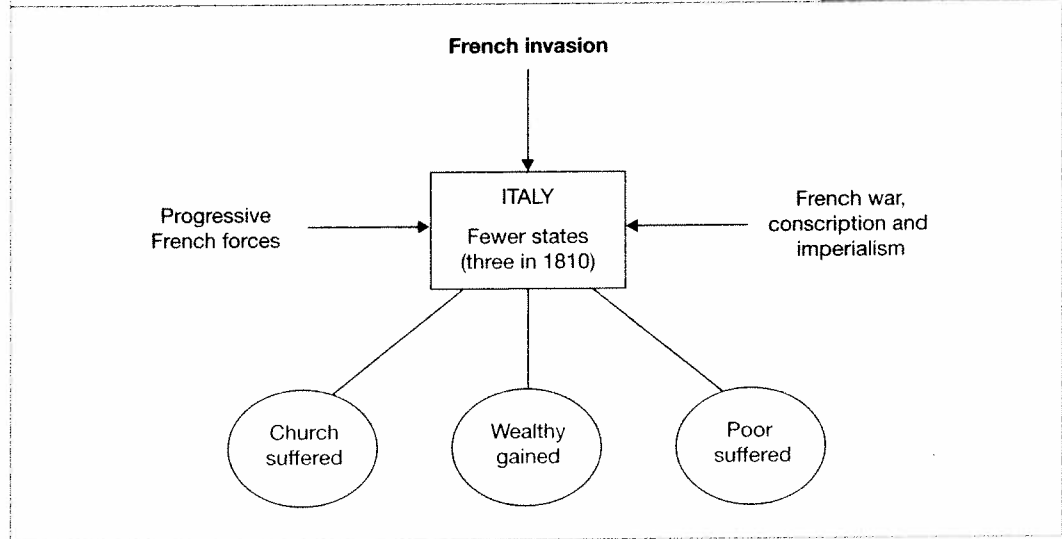 French invasion
Progressive
French forces
ITALY
Fewer states
(three in 1810)
French war,
conscription and
imperialism
Church
suffered
Wealthy
gained
Poor
suffered